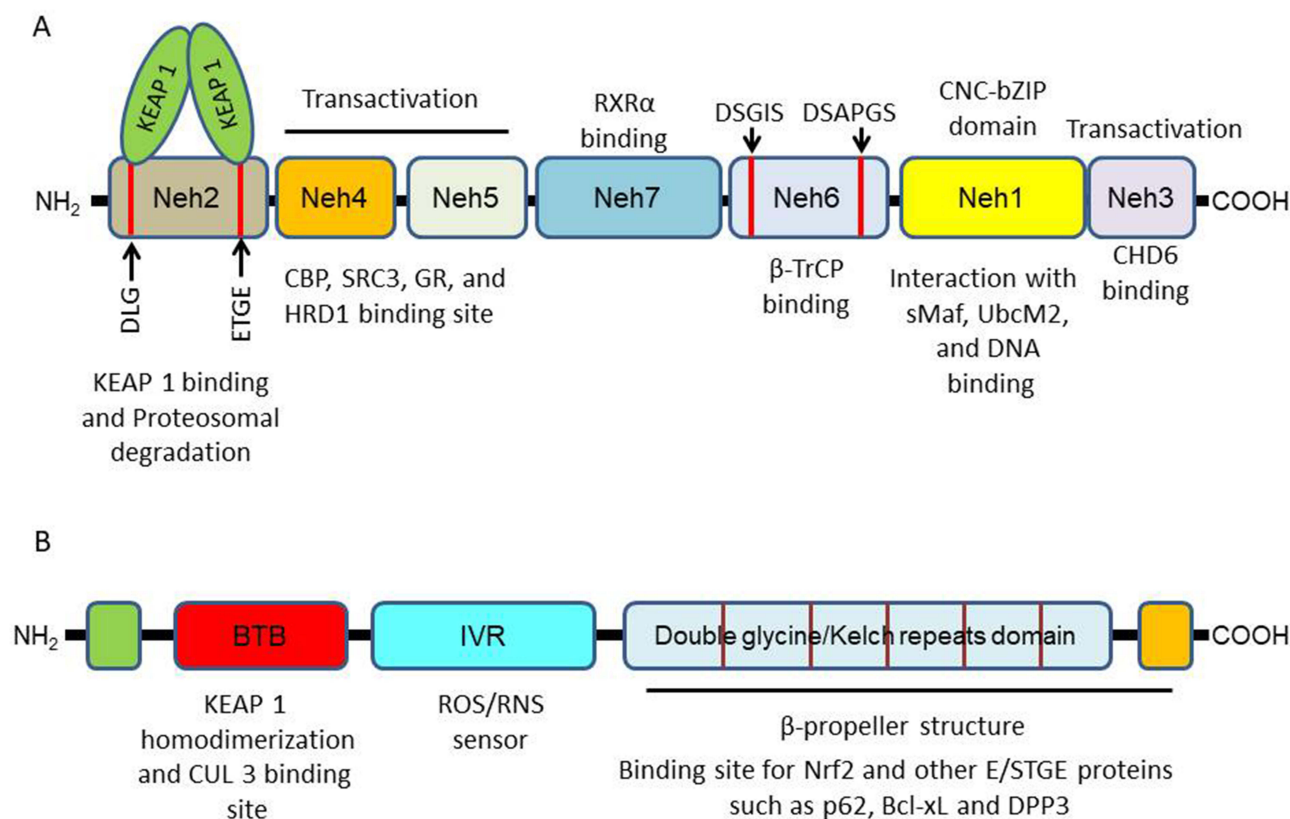 A
KEAP 1
KEAP 1
Transactivation
RXRα
binding
DSGIS
DSAPGS
CNC-bZIP
domain
Transactivation
NH2
Neh2
Neh4
Neh5
Neh7
Neh6
Neh1
Neh3
COOH
DLG
ETGE
CBP, SRC3, GR, and
HRD1 binding site
β-TrCP
binding
Interaction with
sMaf, UbcM2,
and DNA
binding
CHD6
binding
KEAP 1 binding
and Proteosomal
degradation
B
NH2
BTB
IVR
Double glycine/Kelch repeats domain
COOH
KEAP 1
homodimerization
and CUL 3 binding
site
ROS/RNS
sensor
β-propeller structure
Binding site for Nrf2 and other E/STGE proteins
such as p62, Bcl-xL and DPP3